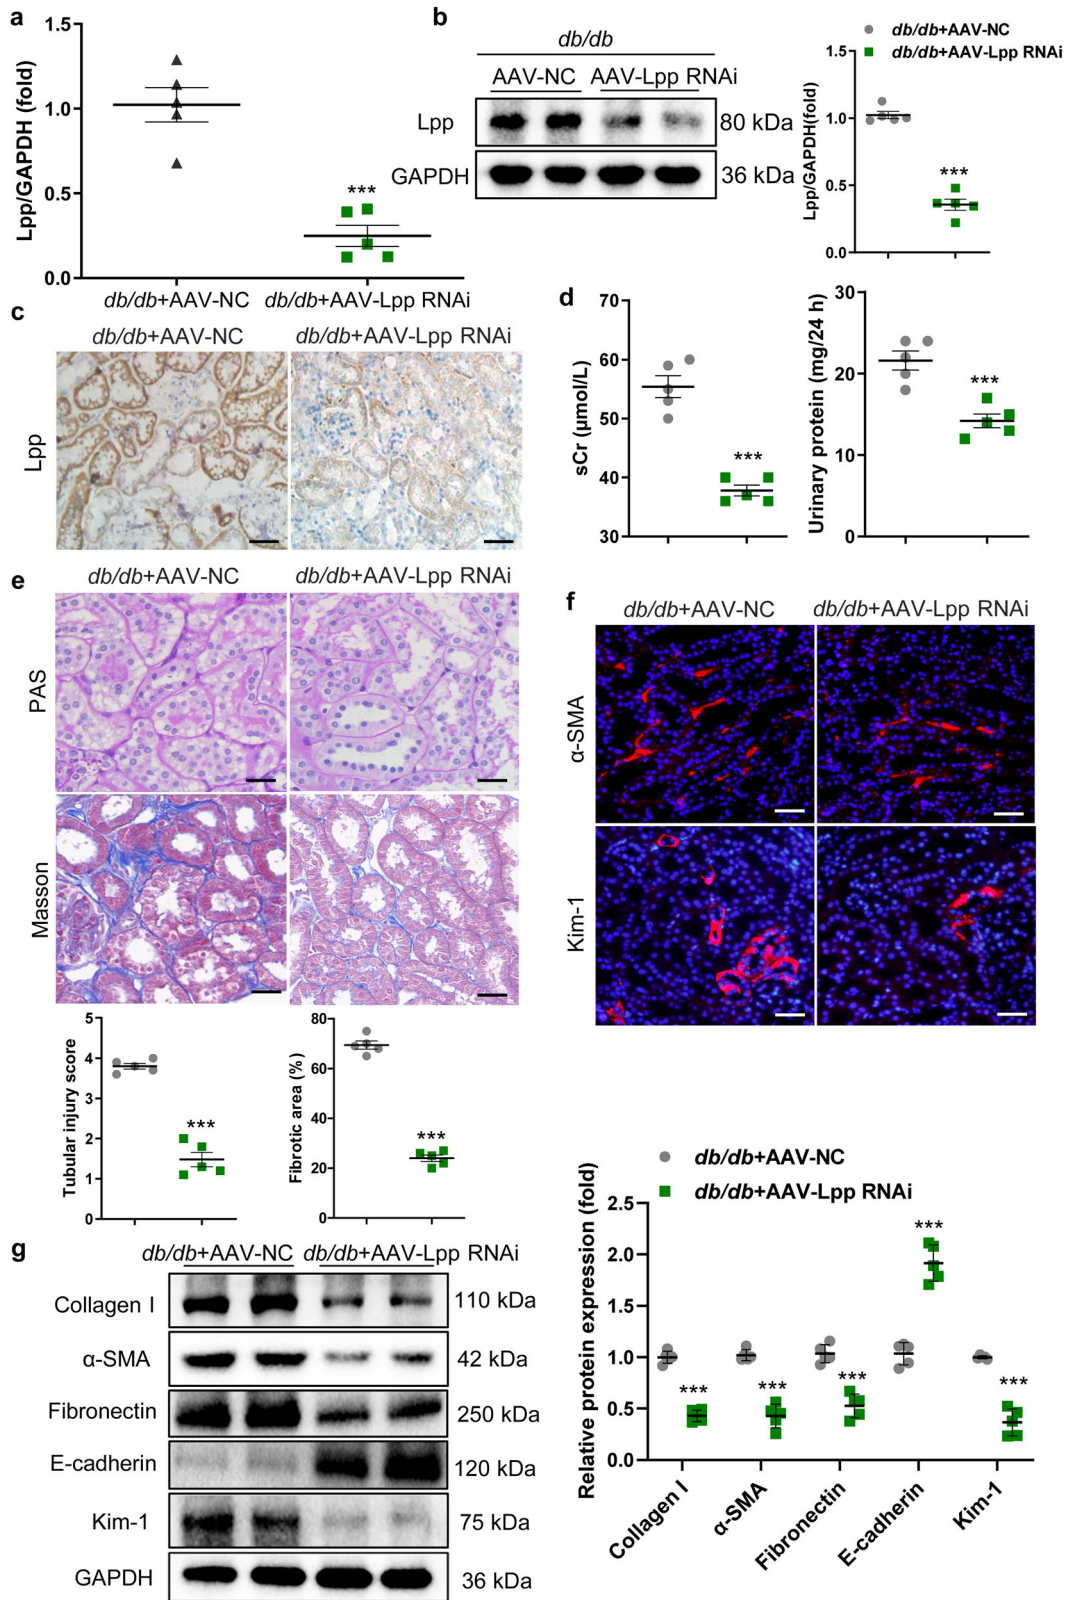 a
1.5
1.0
0.5
0.0
Lpp/GAPDH (fold)
***
db/db+AAV-NC
db/db+AAV-Lpp RNAi
b
db/db
AAV-NC
AAV-Lpp RNAi
Lpp
80 kDa
GAPDH
36 kDa
db/db+AAV-NC
db/db+AAV-Lpp RNAi
1.5
1.0
0.5
0.0
Lpp/GAPDH(fold)
***
c
db/db+AAV-NC
db/db+AAV-Lpp RNAi
Lpp
d
70
60
50
40
30
sCr (μmol/L)
***
30
20
10
0
Urinary protein (mg/24 h)
***
e
db/db+AAV-NC
db/db+AAV-Lpp RNAi
PAS
Masson
5
4
3
2
1
0
Tubular injury score
***
80
60
40
20
0
Fibrotic area (%)
***
f
db/db+AAV-NC
db/db+AAV-Lpp RNAi
α-SMA
Kim-1
g
db/db+AAV-NC
db/db+AAV-Lpp RNAi
Collagen I
110 kDa
α-SMA
42 kDa
Fibronectin
250 kDa
E-cadherin
120 kDa
Kim-1
75 kDa
GAPDH
36 kDa
db/db+AAV-NC
db/db+AAV-Lpp RNAi
2.5
2.0
1.5
1.0
0.5
0.0
Relative protein expression (fold)
***
***
***
***
***
Collagen I
α-SMA
Fibronectin
E-cadherin
Kim-1